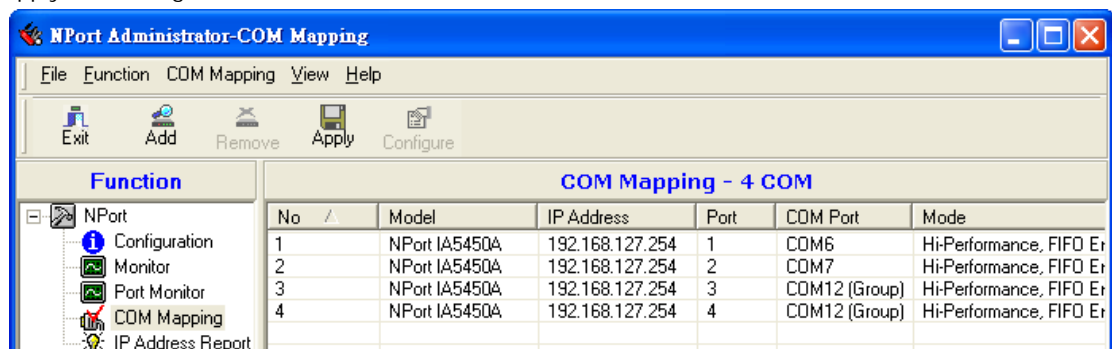 NPort Administrator-COM Mapping
File Function COM Mapping View Help
Exit Add Remove Apply Configure
Function COM Mapping - 4 COM
NPort No Model IP Address Port COM Port Mode
Configuration 1 NPort IA5450A 192.168.127.254 1 COM6 Hi-Performance, FIFO Er
Monitor 2 NPort IA5450A 192.168.127.254 2 COM7 Hi-Performance, FIFO Er
Port Monitor 3 NPort IA5450A 192.168.127.254 3 COM12 (Group) Hi-Performance, FIFO Er
COM Mapping 4 NPort IA5450A 192.168.127.254 4 COM12 (Group) Hi-Performance, FIFO Er
IP Address Report